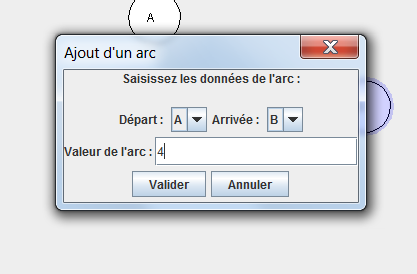 A
Ajout d'un arc
Saisissez les données de l'arc :
Départ : A Arrivée : B
Valeur de l'arc : 4
Valider Annuler